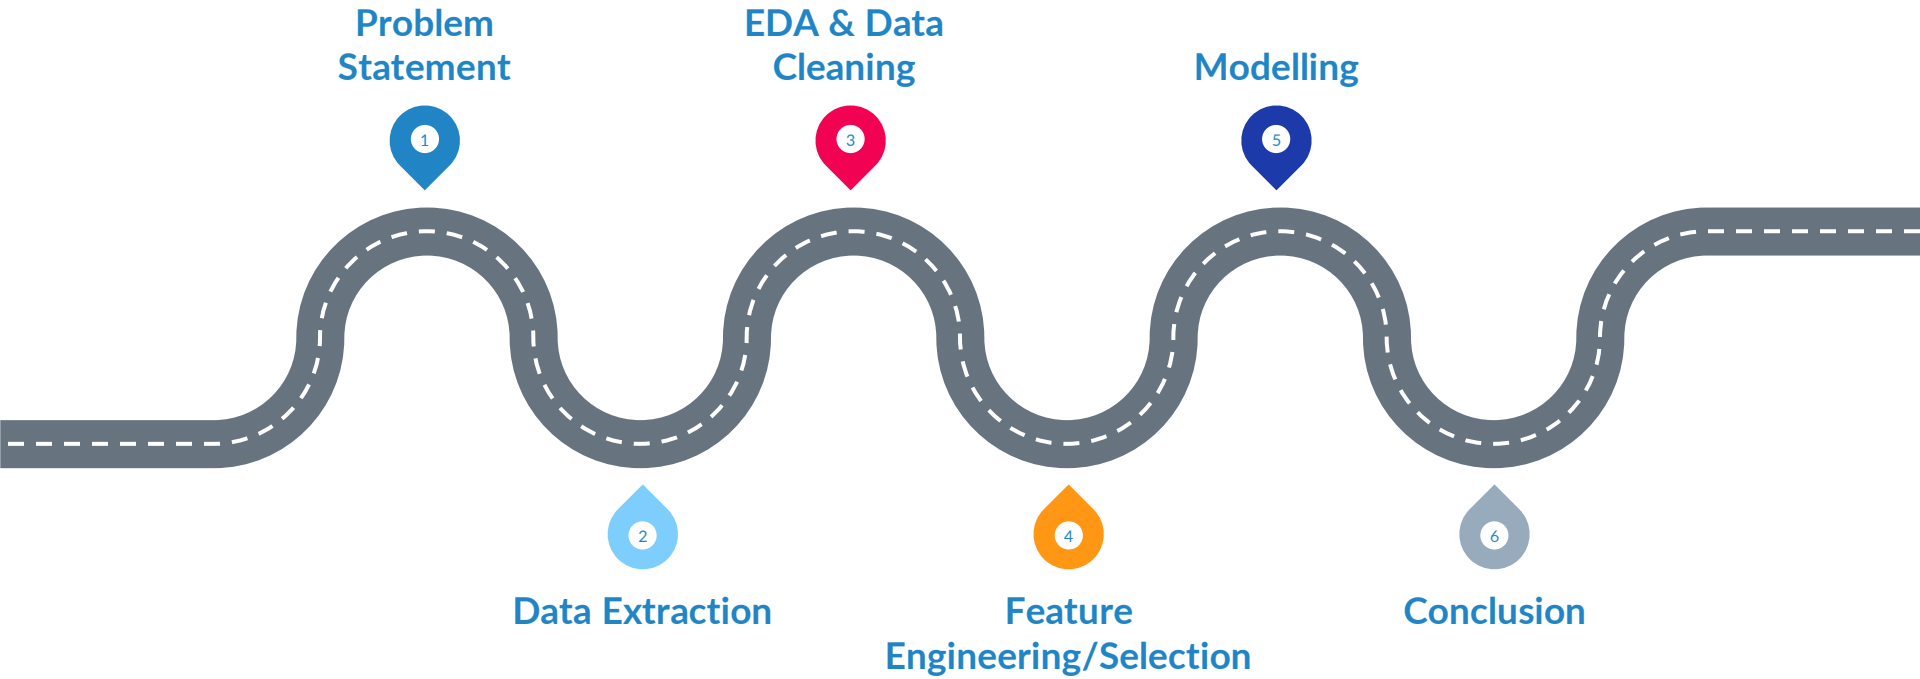 Problem
Statement
1
Data Extraction
2
EDA & Data
Cleaning
3
Feature
Engineering/Selection
4
Modelling
5
Conclusion
6